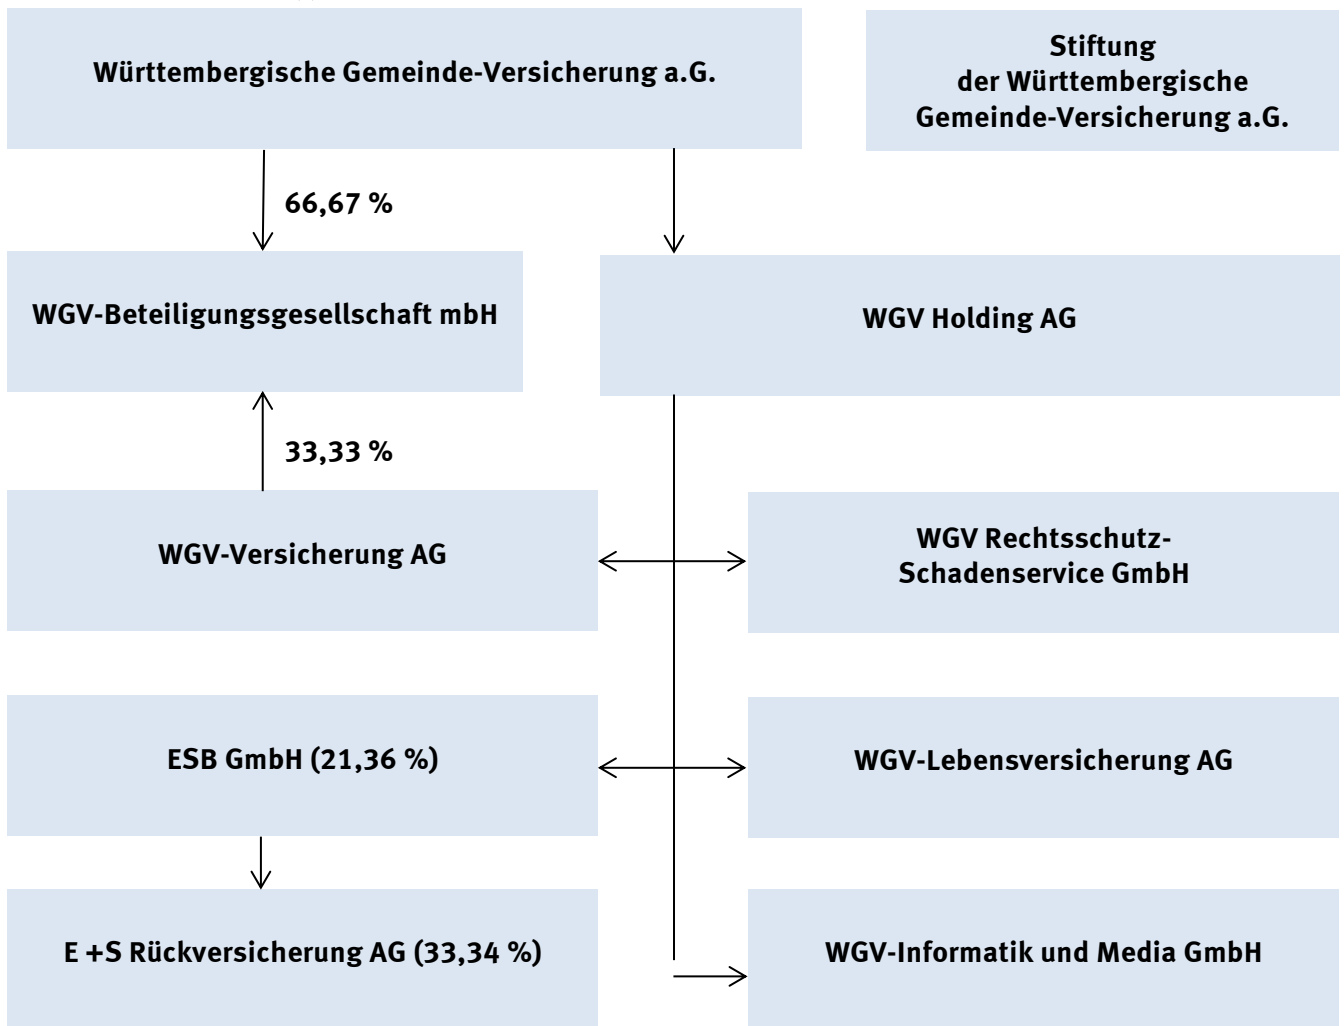 Württembergische Gemeinde-Versicherung a.G.
Stiftung
der Württembergische
Gemeinde-Versicherung a.G.
66,67 %
WGV-Beteiligungsgesellschaft mbH
WGV Holding AG
33,33 %
WGV-Versicherung AG
WGV Rechtsschutz-
Schadenservice GmbH
ESB GmbH (21,36 %)
WGV-Lebensversicherung AG
E +S Rückversicherung AG (33,34 %)
WGV-Informatik und Media GmbH